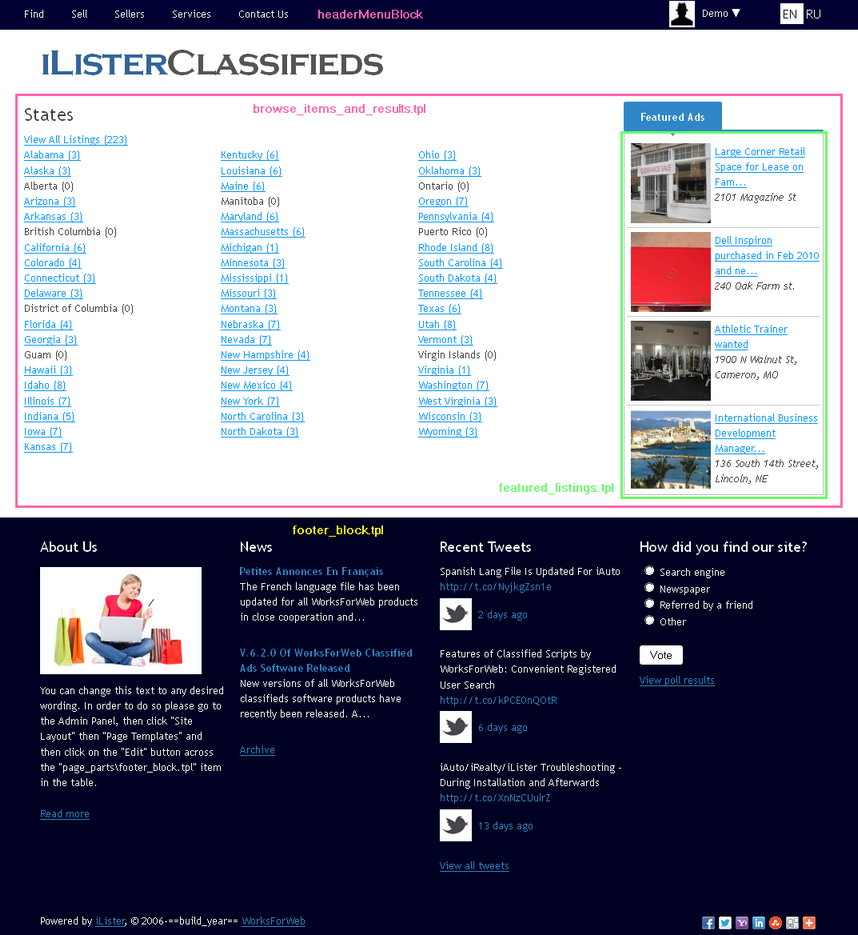 Find Sell Sellers Services Contact Us headerMenuBlock Demo ▼ EN RU
iLISTERCLASSIFIEDS
browse_items_and_results.tpl
States
View All Listings (223)
Alabama (3)
Alaska (3)
Alberta (0)
Arizona (3)
Arkansas (3)
British Columbia (0)
California (6)
Colorado (4)
Connecticut (3)
Delaware (3)
District of Columbia (0)
Florida (4)
Georgia (3)
Guam (0)
Hawaii (3)
Idaho (8)
Illinois (7)
Indiana (5)
Iowa (7)
Kansas (7)
Kentucky (6)
Louisiana (6)
Maine (6)
Manitoba (0)
Maryland (6)
Massachusetts (6)
Michigan (1)
Minnesota (3)
Mississippi (1)
Missouri (3)
Montana (3)
Nebraska (7)
Nevada (7)
New Hampshire (4)
New Jersey (4)
New Mexico (4)
New York (7)
North Carolina (3)
North Dakota (3)
Ohio (3)
Oklahoma (3)
Ontario (0)
Oregon (7)
Pennsylvania (4)
Puerto Rico (0)
Rhode Island (8)
South Carolina (4)
South Dakota (4)
Tennessee (4)
Texas (6)
Utah (8)
Vermont (3)
Virgin Islands (0)
Virginia (1)
Washington (7)
West Virginia (3)
Wisconsin (3)
Wyoming (3)
Featured Ads
CLEARANCE SALE
Large Corner Retail
Space for Lease on
Fam...
2101 Magazine St
Dell Inspiron
purchased in Feb 2010
and ne...
240 Oak Farm st.
Athletic Trainer
wanted
1900 N Walnut St,
Cameron, MO
International Business
Development
Manager...
136 South 14th Street,
Lincoln, NE
featured_listings.tpl
footer_block.tpl
About Us
You can change this text to any desired
wording. In order to do so please go to
the Admin Panel, then click "Site
Layout" then "Page Templates" and
then click on the "Edit" button across
the "page_parts\footer_block.tpl" item
in the table.
Read more
News
Petites Annonces En Français
The French language file has been
updated for all WorksForWeb products
in close cooperation and...
V.6.2.0 Of WorksForWeb Classified
Ads Software Released
New versions of all WorksForWeb
classifieds software products have
recently been released. A...
Archive
Recent Tweets
Spanish Lang File Is Updated For iAuto
http://t.co/NyjkgZsn1e
2 days ago
Features of Classified Scripts by
WorksForWeb: Convenient Registered
User Search
http://t.co/kPCE0nQOtR
6 days ago
iAuto/iRealty/iLister Troubleshooting -
During Installation and Afterwards
http://t.co/XnNzCUulrZ
13 days ago
View all tweets
How did you find our site?
Search engine
Newspaper
Referred by a friend
Other
Vote
View poll results
Powered by iLister, © 2006-==build_year== WorksForWeb